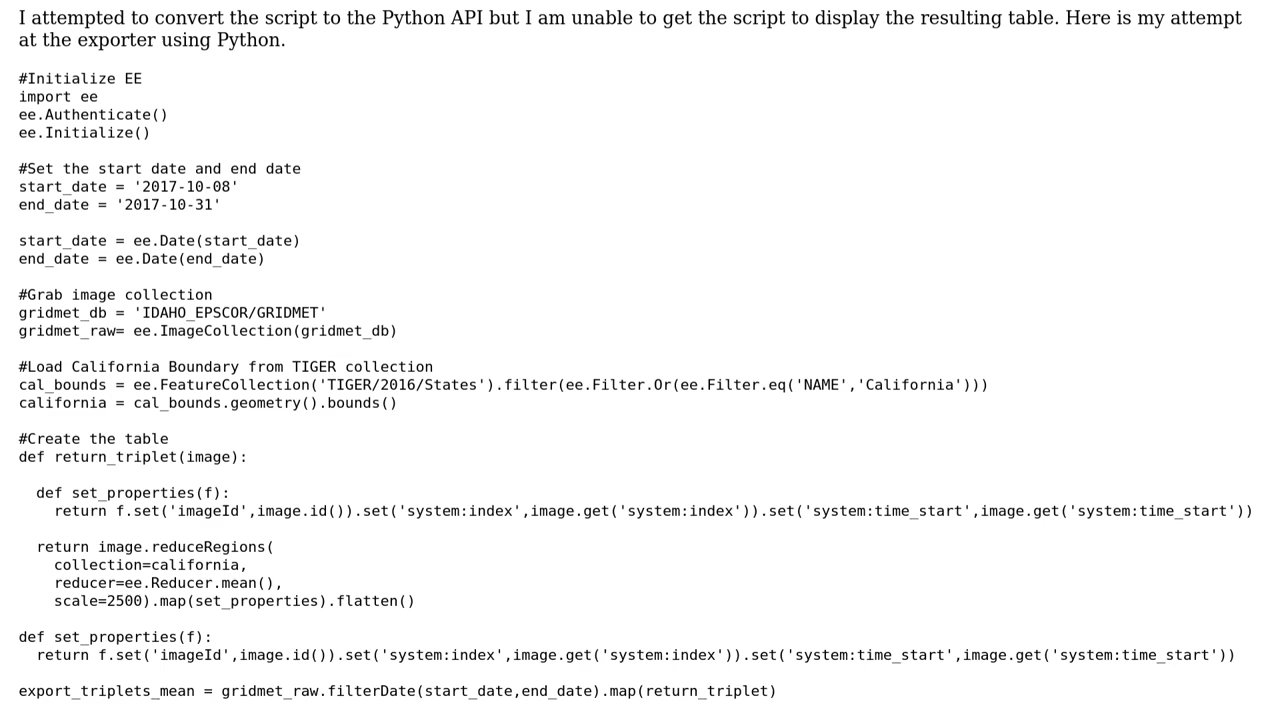 I attempted to convert the script to the Python API but I am unable to get the script to display the resulting table. Here is my attempt
at the exporter using Python.
#Initialize EE
import ee
ee.Authenticate()
ee.Initialize()
#Set the start date and end date
start_date = '2017-10-08'
end_date = '2017-10-31'
start_date = ee.Date(start_date)
end_date = ee.Date(end_date)
#Grab image collection
gridmet_db = 'IDAHO_EPSCOR/GRIDMET'
gridmet_raw= ee.ImageCollection(gridmet_db)
#Load California Boundary from TIGER collection
cal_bounds = ee.FeatureCollection('TIGER/2016/States').filter(ee.Filter.Or(ee.Filter.eq('NAME','California')))
california = cal_bounds.geometry().bounds()
#Create the table
def return_triplet(image):
  def set_properties(f):
    return f.set('imageId',image.id()).set('system:index',image.get('system:index')).set('system:time_start',image.get('system:time_start'))
  return image.reduceRegions(
    collection=california,
    reducer=ee.Reducer.mean(),
    scale=2500).map(set_properties).flatten()
def set_properties(f):
  return f.set('imageId',image.id()).set('system:index',image.get('system:index')).set('system:time_start',image.get('system:time_start'))
export_triplets_mean = gridmet_raw.filterDate(start_date,end_date).map(return_triplet)